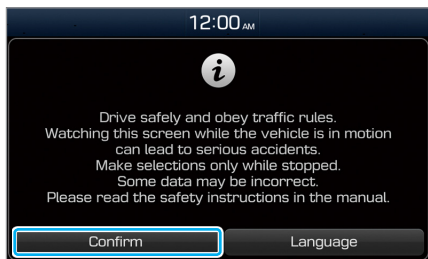 12:00 AM
i
Drive safely and obey traffic rules.
Watching this screen while the vehicle is in motion
can lead to serious accidents.
Make selections only while stopped.
Some data may be incorrect.
Please read the safety instructions in the manual.
Confirm Language